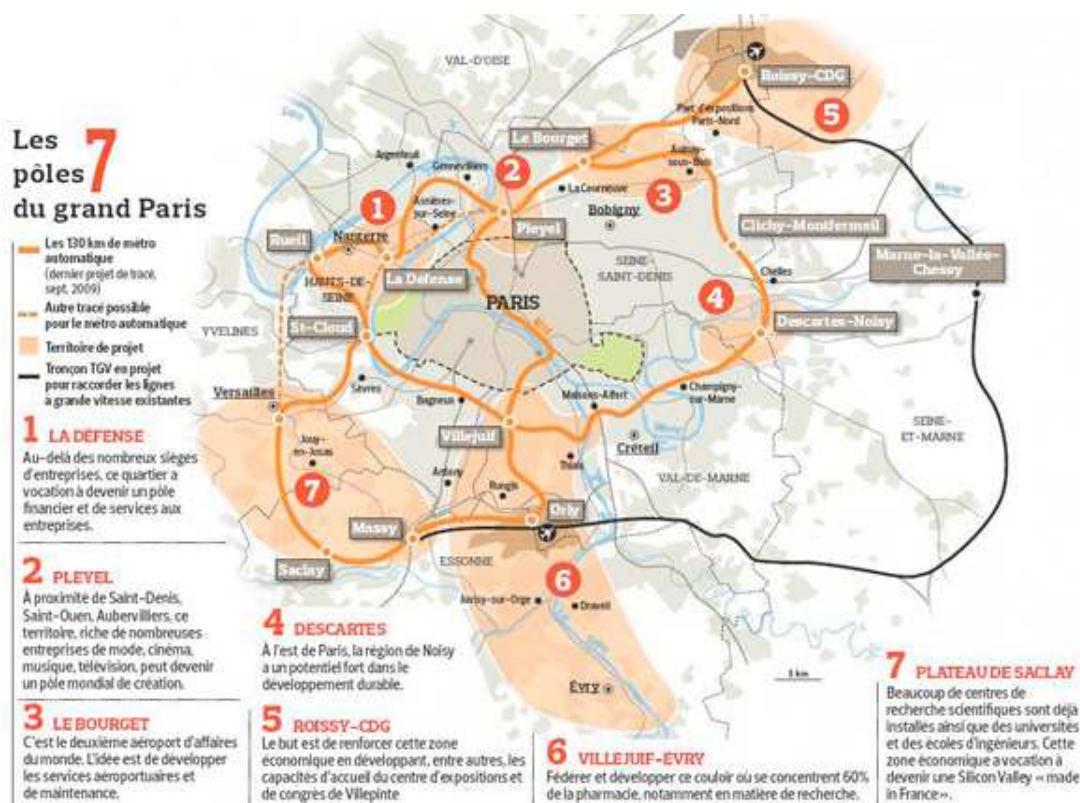 Les 7
pôles
du grand Paris
Les 130 km de métro
automatique
(dernier projet de tracé,
sept. 2009)
Autre tracé possible
pour le métro automatique
Territoire de projet
Tronçon TGV en projet
pour raccorder les lignes
à grande vitesse existantes
VAL-D'OISE
Roissy-CDG
5
Parc d'expositions
Paris-Nord
Le Bourget
Aulnay-
sous-Bois
Argenteuil
Gennevilliers
2
La Courneuve
3
1
Asnières-
sur-Seine
Bobigny
Pleyel
Clichy-Montfermeil
Rueil
Nanterre
La Défense
SEINE-
SAINT-DENIS
Chelles
Marne
Marne-la-Vallée-
Chessy
HAUTS-DE-
SEINE
PARIS
4
YVELINES
St-Cloud
Descartes-Noisy
Versailles
Sèvres
Bagneux
Maisons-Alfort
Champigny-
sur-Marne
SEINE-
ET-MARNE
Villejuif
Créteil
Jouy-
en-Josas
7
Antony
Thiais
VAL-DE-MARNE
Rungis
Massy
Orly
Saclay
ESSONNE
6
Juvisy-sur-Orge
Draveil
Évry
5 km
1 LA DÉFENSE
Au-delà des nombreux sièges
d'entreprises, ce quartier a
vocation à devenir un pôle
financier et de services aux
entreprises.
2 PLEYEL
À proximite de Saint-Denis,
Saint-Ouen, Aubervilliers, ce
territoire, riche de nombreuses
entreprises de mode, cinéma,
musique, télévision, peut devenir
un pôle mondial de création.
3 LE BOURGET
C'est le deuxième aéroport d'affaires
du monde. L'idée est de développer
les services aéroportuaires et
de maintenance.
4 DESCARTES
À l'est de Paris, la région de Noisy
a un potentiel fort dans le
développement durable.
5 ROISSY-CDG
Le but est de renforcer cette zone
économique en développant, entre autres, les
capacités d'accueil du centre d'expositions et
de congrès de Villepinte
6 VILLEJUIF-ÉVRY
Fédérer et développer ce couloir où se concentrent 60%
de la pharmacie, notamment en matière de recherche.
7 PLATEAU DE SACLAY
Beaucoup de centres de
recherche scientifiques sont déjà
installés ainsi que des universités
et des écoles d'ingénieurs. Cette
zone économique a vocation à
devenir une Silicon Valley « made
in France ».